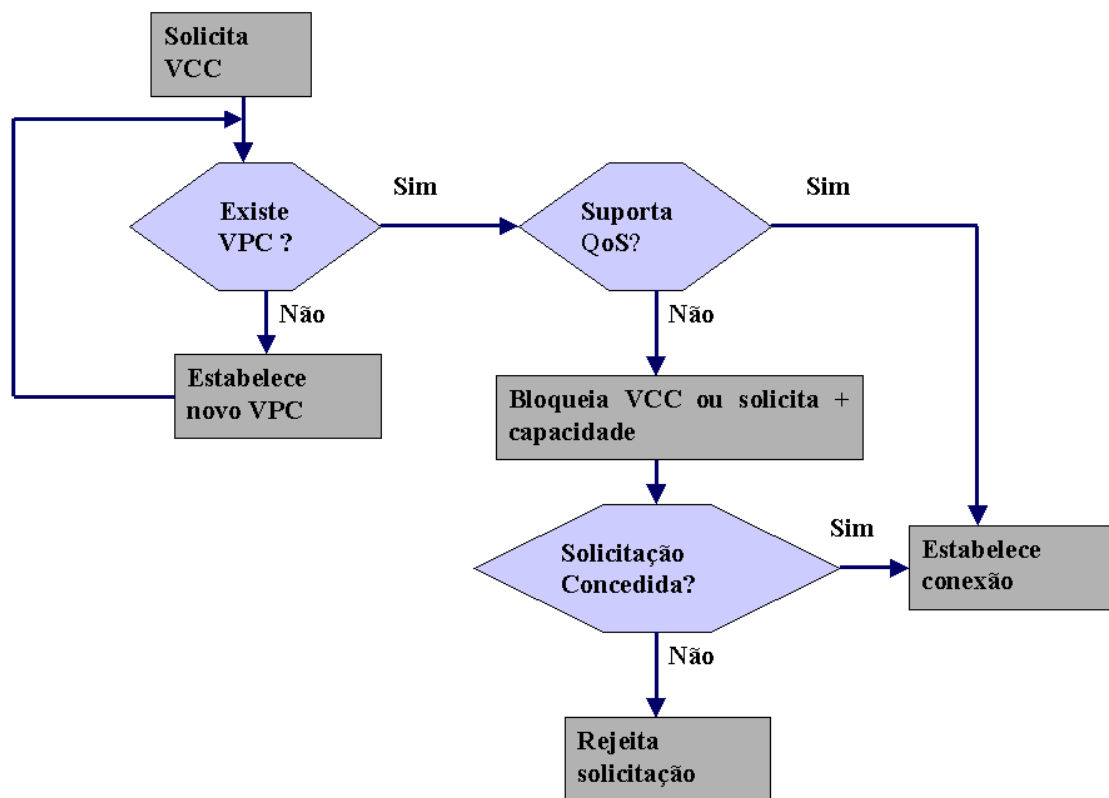 Solicita
VCC
Existe
VPC ?
Sim
Suporta
QoS?
Sim
Não
Não
Estabelece
novo VPC
Bloqueia VCC ou solicita +
capacidade
Solicitação
Concedida?
Sim
Estabelece
conexão
Não
Rejeita
solicitação